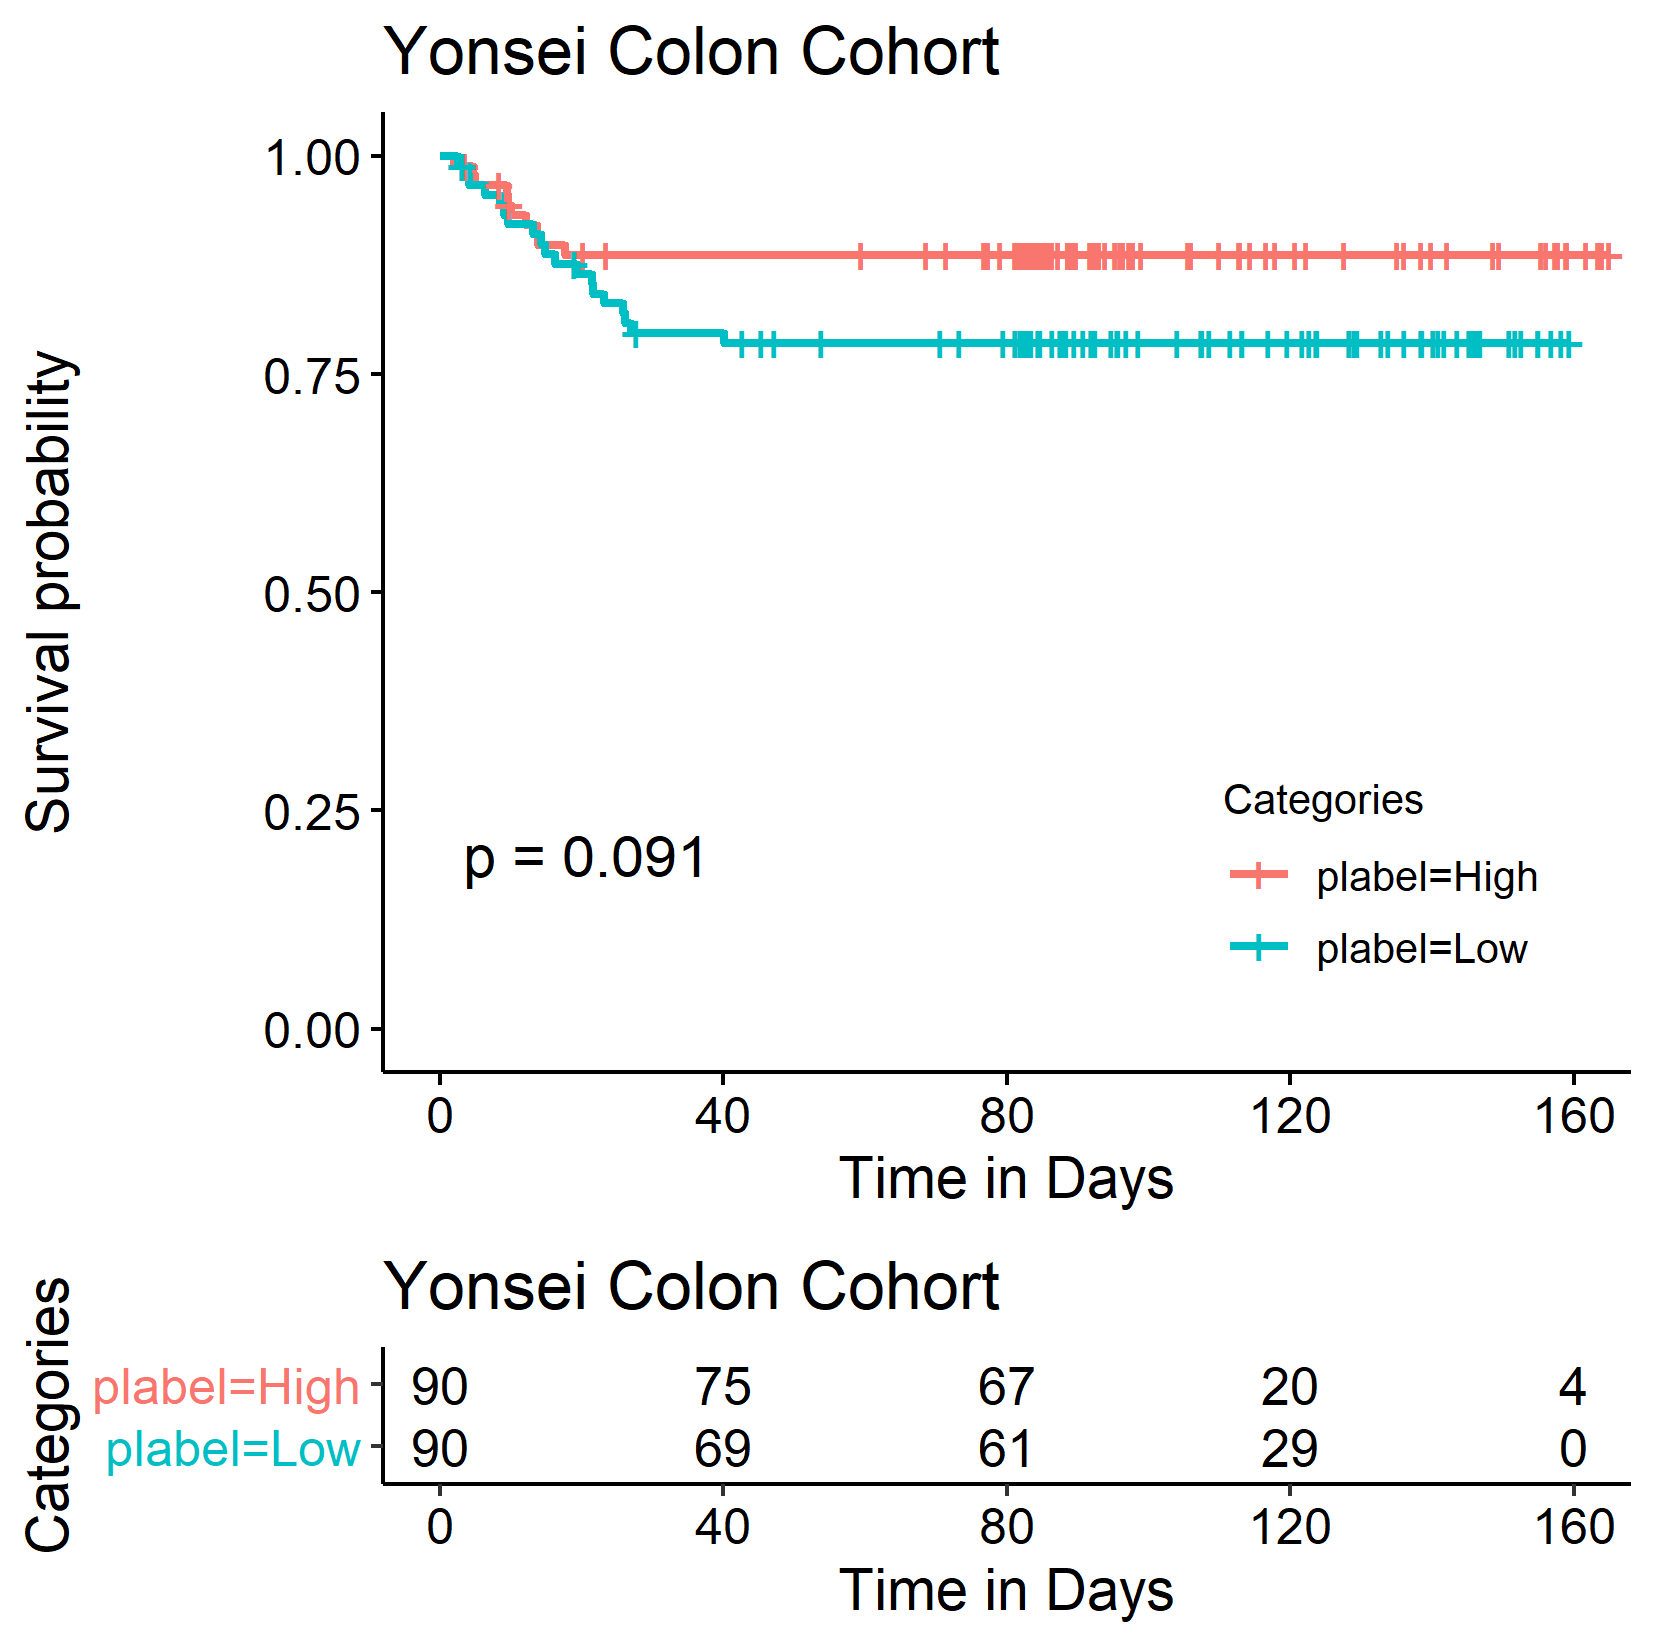 Yonsei Colon Cohort
Survival probability
1.00
0.75
0.50
0.25
0.00
p = 0.091
Categories
plabel=High
plabel=Low
0 40 80 120 160
Time in Days
Yonsei Colon Cohort
Categories
plabel=High 90 75 67 20 4
plabel=Low 90 69 61 29 0
0 40 80 120 160
Time in Days